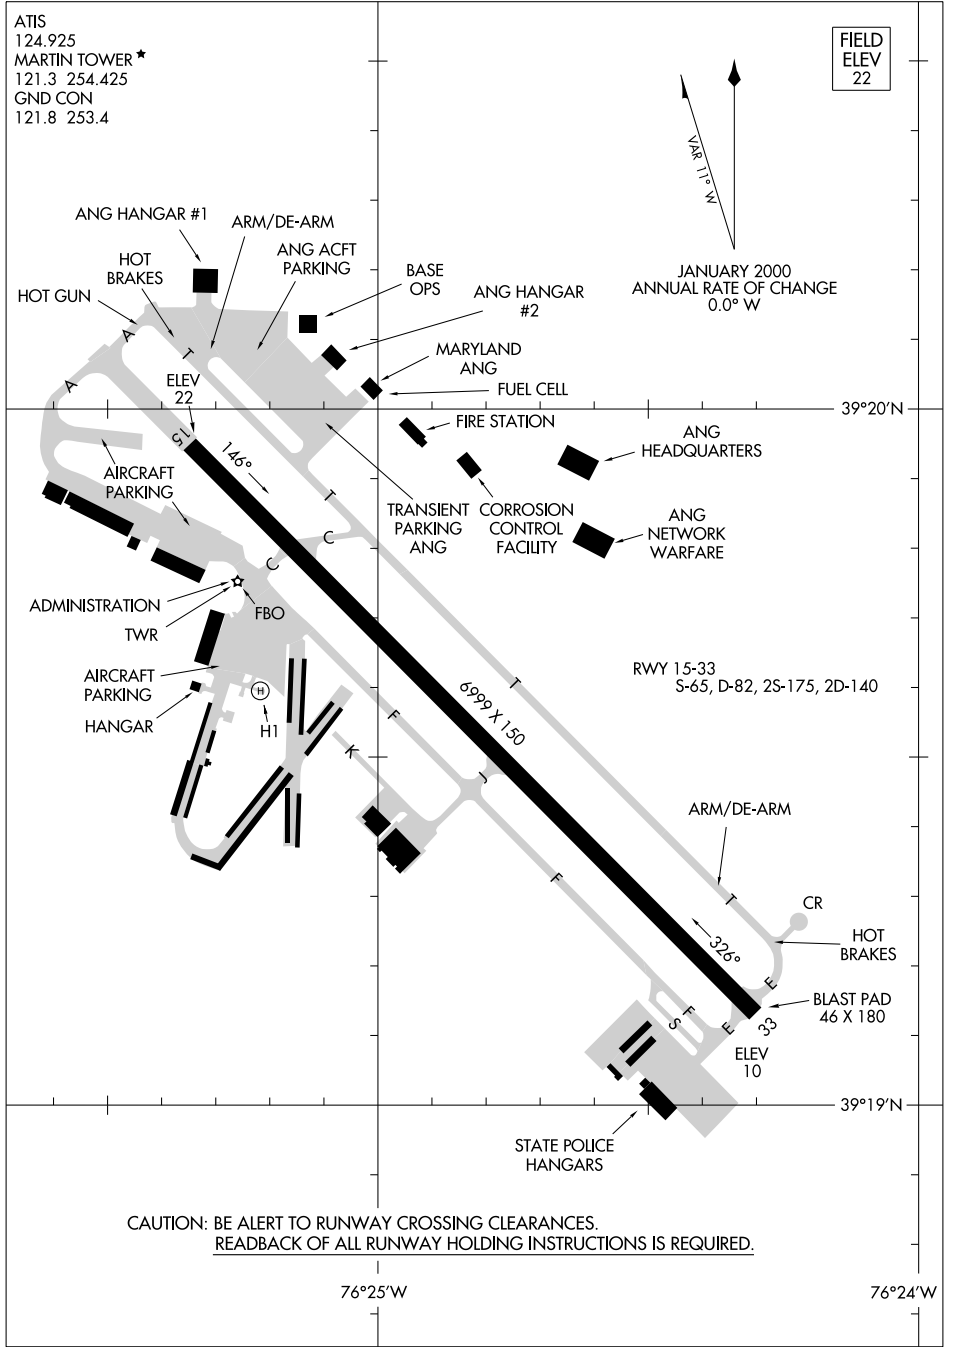 ATIS
124.925
MARTIN TOWER ★
121.3 254.425
GND CON
121.8 253.4
FIELD
ELEV
22
VAR 11° W
JANUARY 2000
ANNUAL RATE OF CHANGE
0.0° W
ANG HANGAR #1
ARM/DE-ARM
HOT
BRAKES
ANG ACFT
PARKING
HOT GUN
BASE
OPS
ANG HANGAR
#2
MARYLAND
ANG
FUEL CELL
A
A
T
ELEV
22
39°20'N
FIRE STATION
15
146°
ANG
HEADQUARTERS
AIRCRAFT
PARKING
T
TRANSIENT
PARKING
ANG
CORROSION
CONTROL
FACILITY
ANG
NETWORK
WARFARE
C
C
ADMINISTRATION
FBO
TWR
AIRCRAFT
PARKING
HANGAR
H
H1
RWY 15-33
S-65, D-82, 2S-175, 2D-140
T
6999 X 150
F
K
J
ARM/DE-ARM
F
T
CR
326°
HOT
BRAKES
E
BLAST PAD
46 X 180
F
S
E
33
ELEV
10
39°19'N
STATE POLICE
HANGARS
CAUTION: BE ALERT TO RUNWAY CROSSING CLEARANCES.
READBACK OF ALL RUNWAY HOLDING INSTRUCTIONS IS REQUIRED.
76°25'W
76°24'W